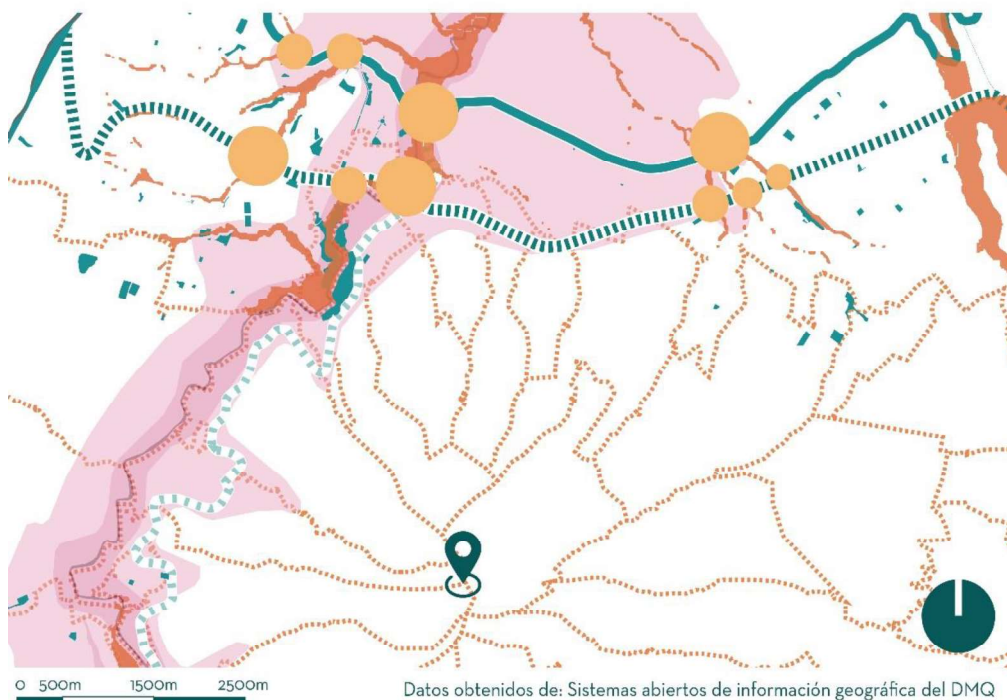 0 500m 1500m 2500m
Datos obtenidos de: Sistemas abiertos de información geográfica del DMQ